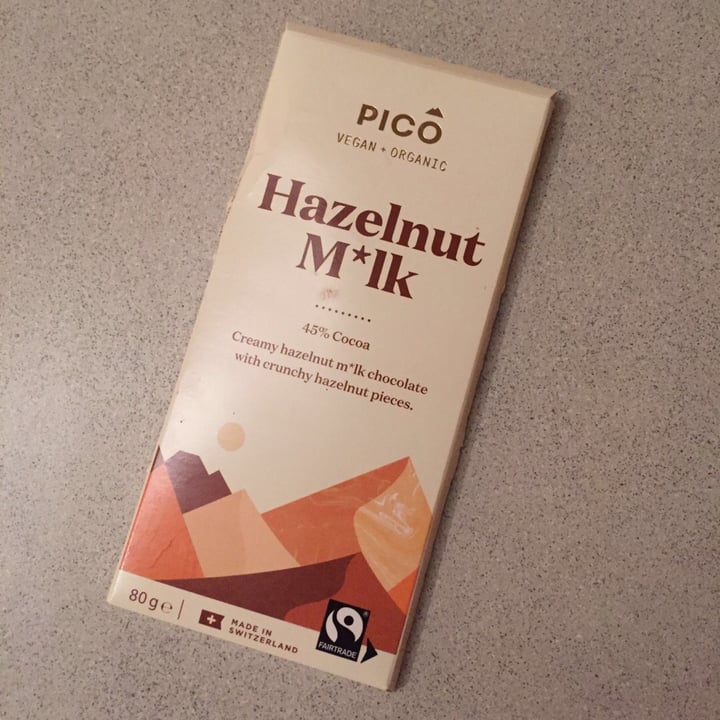 PICO
VEGAN + ORGANIC
Hazelnut
M*lk
45% Cocoa
Creamy hazelnut m*lk chocolate
with crunchy hazelnut pieces.
80g℮
MADE IN
SWITZERLAND
FAIRTRADE